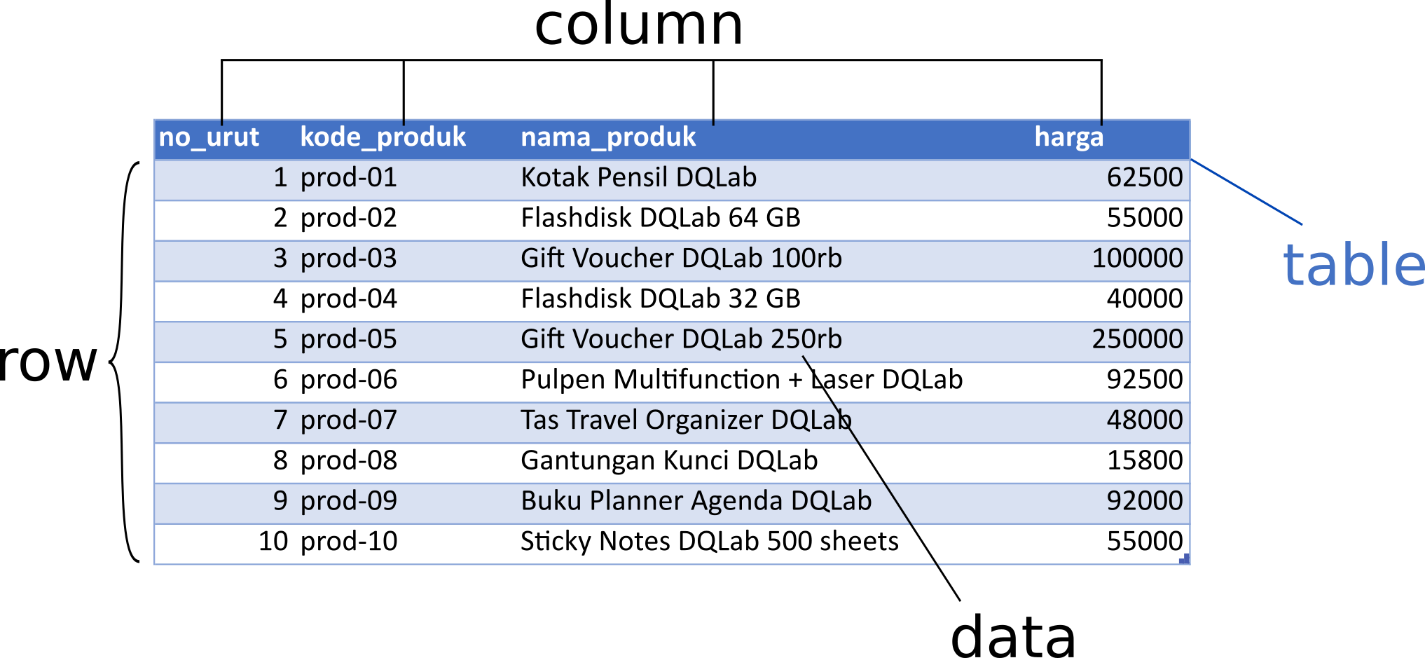 column
no_urut kode_produk nama_produk harga
1 prod-01 Kotak Pensil DQLab 62500
2 prod-02 Flashdisk DQLab 64 GB 55000
3 prod-03 Gift Voucher DQLab 100rb 100000
table
4 prod-04 Flashdisk DQLab 32 GB 40000
5 prod-05 Gift Voucher DQLab 250rb 250000
row
6 prod-06 Pulpen Multifunction + Laser DQLab 92500
7 prod-07 Tas Travel Organizer DQLab 48000
8 prod-08 Gantungan Kunci DQLab 15800
9 prod-09 Buku Planner Agenda DQLab 92000
10 prod-10 Sticky Notes DQLab 500 sheets 55000
data